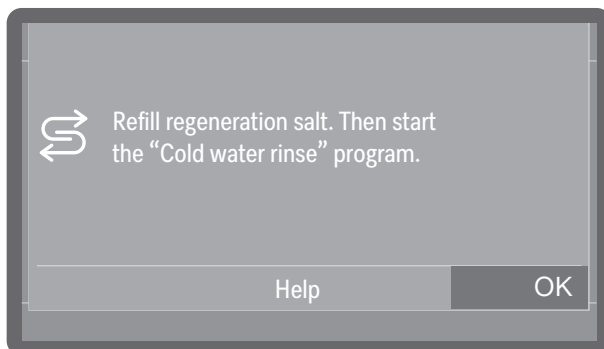 Refill regeneration salt. Then start
the “Cold water rinse” program.
Help
OK